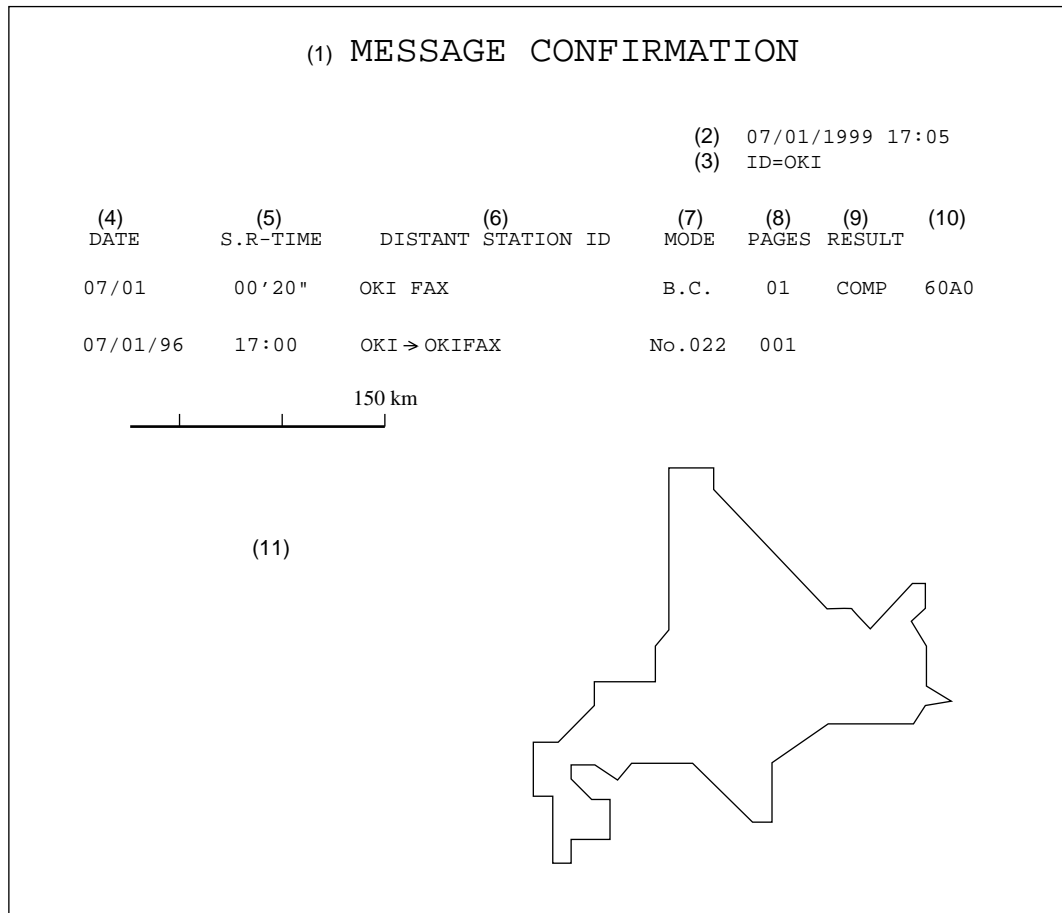 (1) MESSAGE CONFIRMATION
(2) 07/01/1999 17:05
(3) ID=OKI
(4) (5) (6) (7) (8) (9) (10)
DATE S.R-TIME DISTANT STATION ID MODE PAGES RESULT
07/01 00'20" OKI FAX B.C. 01 COMP 60A0
07/01/96 17:00 OKI → OKIFAX No.022 001
150 km
(11)